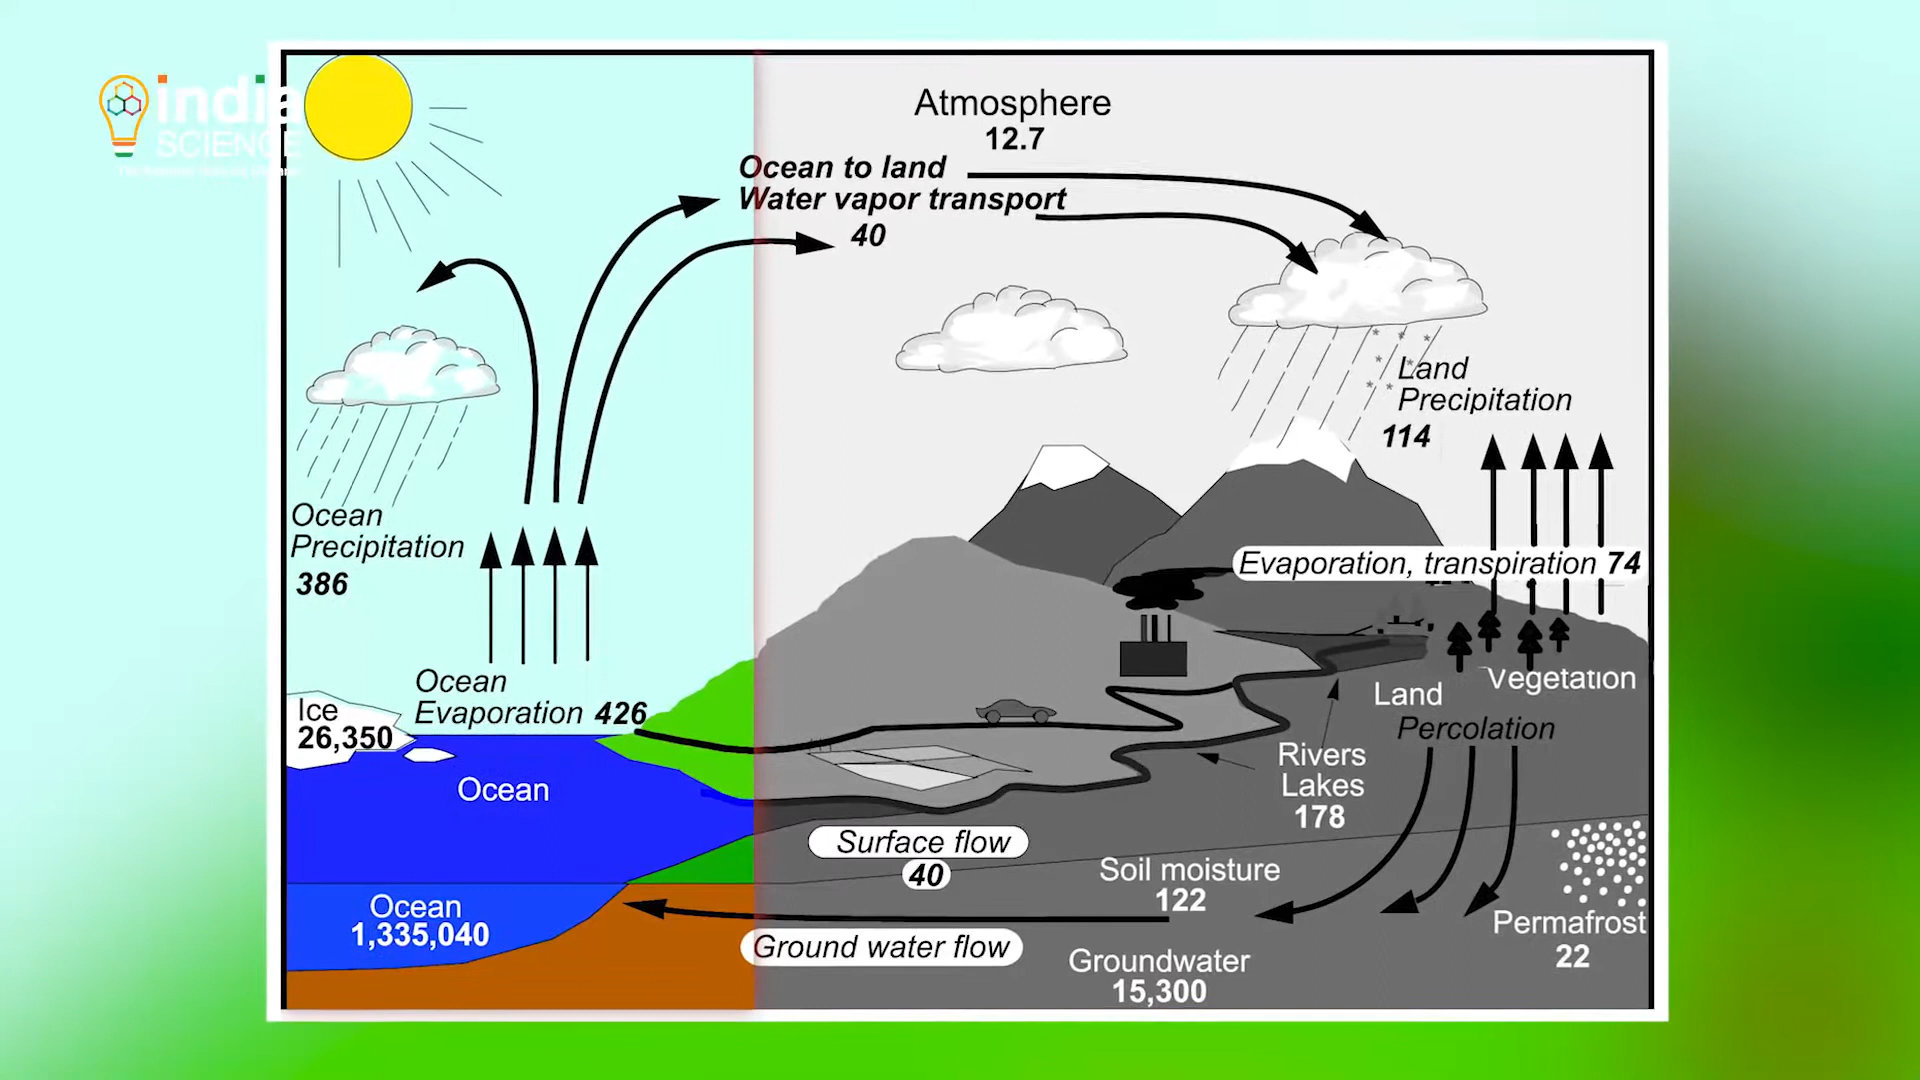 india
SCIENCE
Atmosphere
12.7
Ocean to land
Water vapor transport
40
Land
Precipitation
114
Ocean
Precipitation
386
Evaporation, transpiration 74
Ocean
Evaporation 426
Ice
26,350
Ocean
Vegetation
Land
Percolation
Rivers
Lakes
178
Surface flow
40
Soil moisture
122
Ocean
1,335,040
Ground water flow
Permafrost
22
Groundwater
15,300